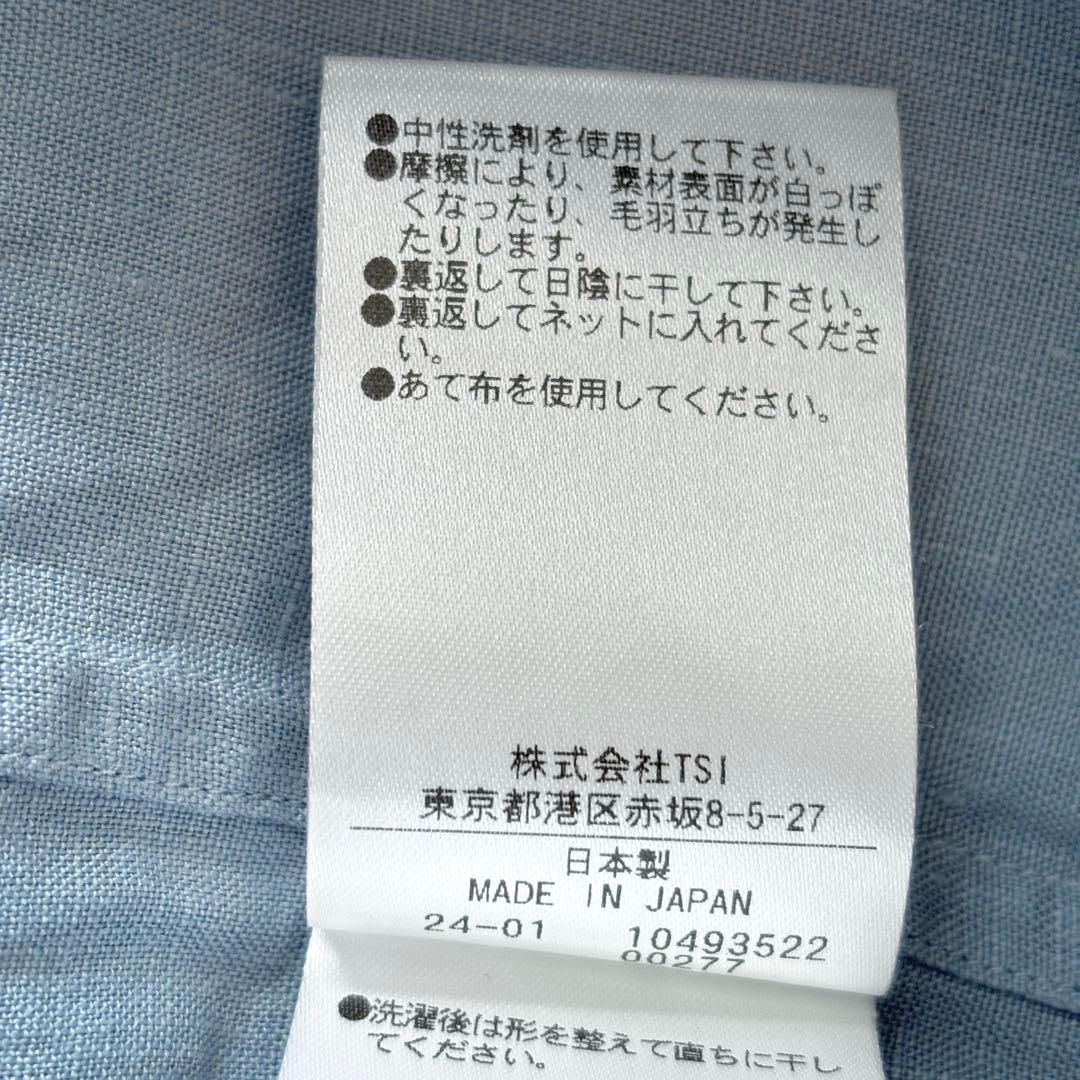 ●中性洗剤を使用して下さい。
●摩擦により、素材表面が白っぽ
くなったり、毛羽立ちが発生し
たりします。
●裏返して日陰に干して下さい。
●裏返してネットに入れてくださ
い。
●あて布を使用してください。
株式会社TSI
東京都港区赤坂8-5-27
日本製
MADE IN JAPAN
24-01 10493522
00277
●洗濯後は形を整えて直ちに干し
てください。